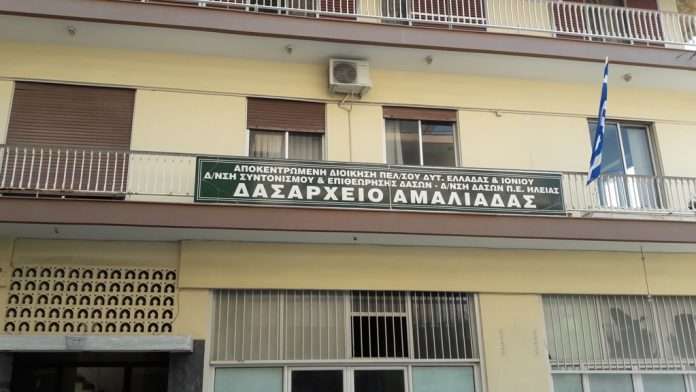 ΑΠΟΚΕΝΤΡΩΜΕΝΗ ΔΙΟΙΚΗΣΗ ΠΕΛ/ΣΟΥ ΔΥΤ. ΕΛΛΑΔΑΣ & ΙΟΝΙΟΥ
Δ/ΝΣΗ ΣΥΝΤΟΝΙΣΜΟΥ & ΕΠΙΘΕΩΡΗΣΗΣ ΔΑΣΩΝ - Δ/ΝΣΗ ΔΑΣΩΝ Π.Ε. ΗΛΕΙΑΣ
ΔΑΣΑΡΧΕΙΟ ΑΜΑΛΙΑΔΑΣ